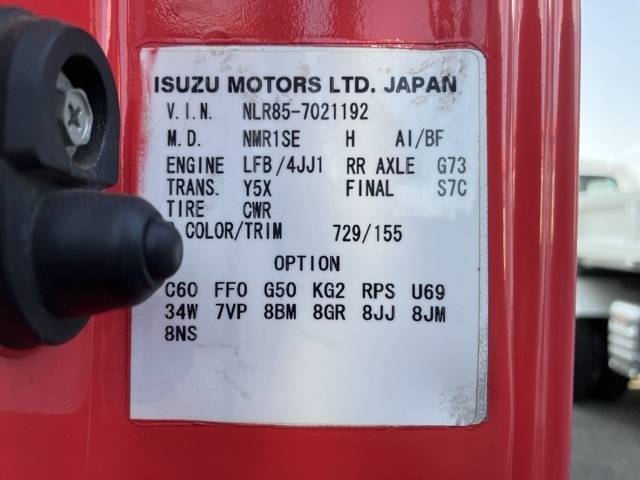 ISUZU MOTORS LTD. JAPAN
V.I.N. NLR85-7021192
M.D. NMR1SE H AI/BF
ENGINE LFB/4JJ1 RR AXLE G73
TRANS. Y5X FINAL S7C
TIRE CWR
COLOR/TRIM 729/155
OPTION
C60 FF0 G50 KG2 RPS U69
34W 7VP 8BM 8GR 8JJ 8JM
8NS